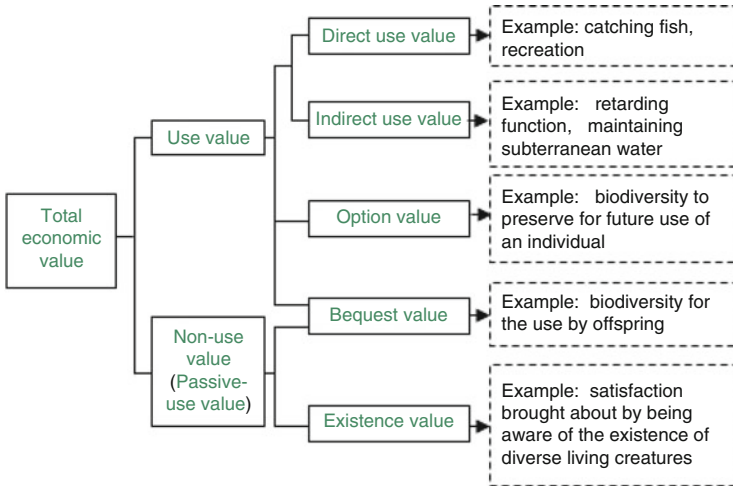 Total
economic
value
Use value
Non-use
value
(Passive-
use value)
Direct use value
Indirect use value
Option value
Bequest value
Existence value
Example: catching fish,
recreation
Example: retarding
function, maintaining
subterranean water
Example: biodiversity to
preserve for future use of
an individual
Example: biodiversity for
the use by offspring
Example: satisfaction
brought about by being
aware of the existence of
diverse living creatures